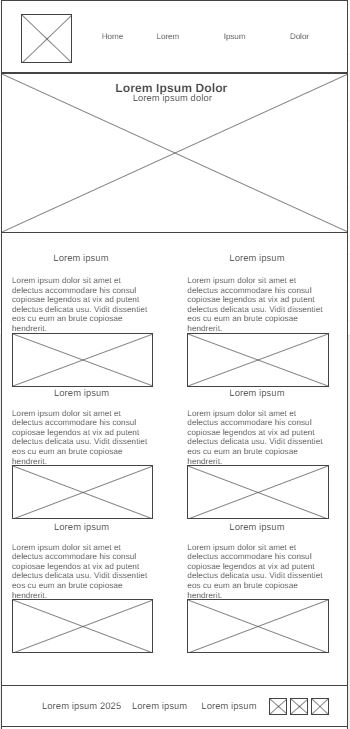 Home Lorem Ipsum Dolor
Lorem Ipsum Dolor
Lorem ipsum dolor
Lorem ipsum
Lorem ipsum dolor sit amet et
delectus accommodare his consul
copiosae legendos at vix ad putent
delectus delicata usu. Vidit dissentiet
eos cu eum an brute copiosae
hendrerit.
Lorem ipsum
Lorem ipsum dolor sit amet et
delectus accommodare his consul
copiosae legendos at vix ad putent
delectus delicata usu. Vidit dissentiet
eos cu eum an brute copiosae
hendrerit.
Lorem ipsum
Lorem ipsum dolor sit amet et
delectus accommodare his consul
copiosae legendos at vix ad putent
delectus delicata usu. Vidit dissentiet
eos cu eum an brute copiosae
hendrerit.
Lorem ipsum
Lorem ipsum dolor sit amet et
delectus accommodare his consul
copiosae legendos at vix ad putent
delectus delicata usu. Vidit dissentiet
eos cu eum an brute copiosae
hendrerit.
Lorem ipsum
Lorem ipsum dolor sit amet et
delectus accommodare his consul
copiosae legendos at vix ad putent
delectus delicata usu. Vidit dissentiet
eos cu eum an brute copiosae
hendrerit.
Lorem ipsum
Lorem ipsum dolor sit amet et
delectus accommodare his consul
copiosae legendos at vix ad putent
delectus delicata usu. Vidit dissentiet
eos cu eum an brute copiosae
hendrerit.
Lorem ipsum 2025 Lorem ipsum Lorem ipsum